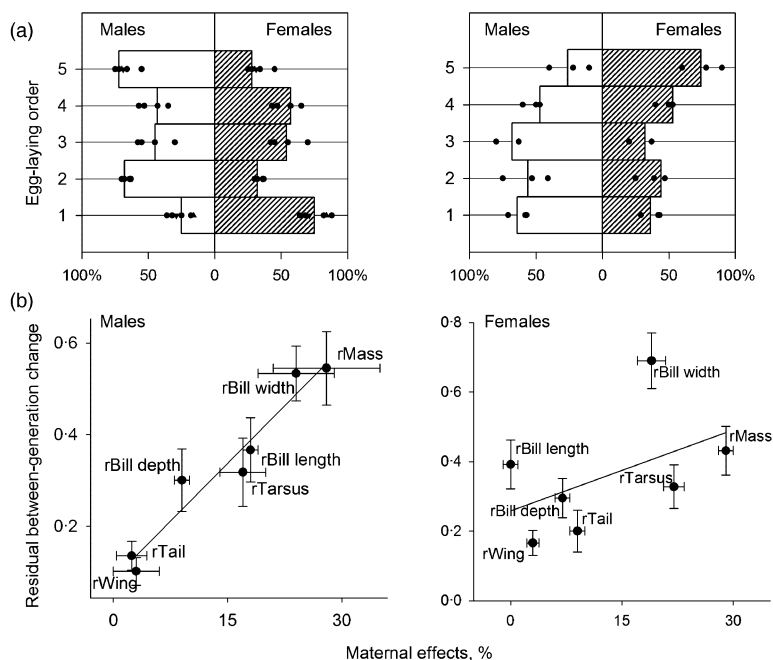 (a)
Males Females
Egg-laying order
5
4
3
2
1
100% 50 0 50 100%
Males Females
5
4
3
2
1
100% 50 0 50 100%
(b)
Males
Residual between-generation change
0·6
0·4
0·2
rMass
rBill width
rBill depth
rBill length
rTarsus
rTail
rWing
0 15 30
Females
0·8
0·6
0·4
0·2
0·0
rBill width
rMass
rBill length
rTarsus
rBill depth
rTail
rWing
0 15 30
Maternal effects, %